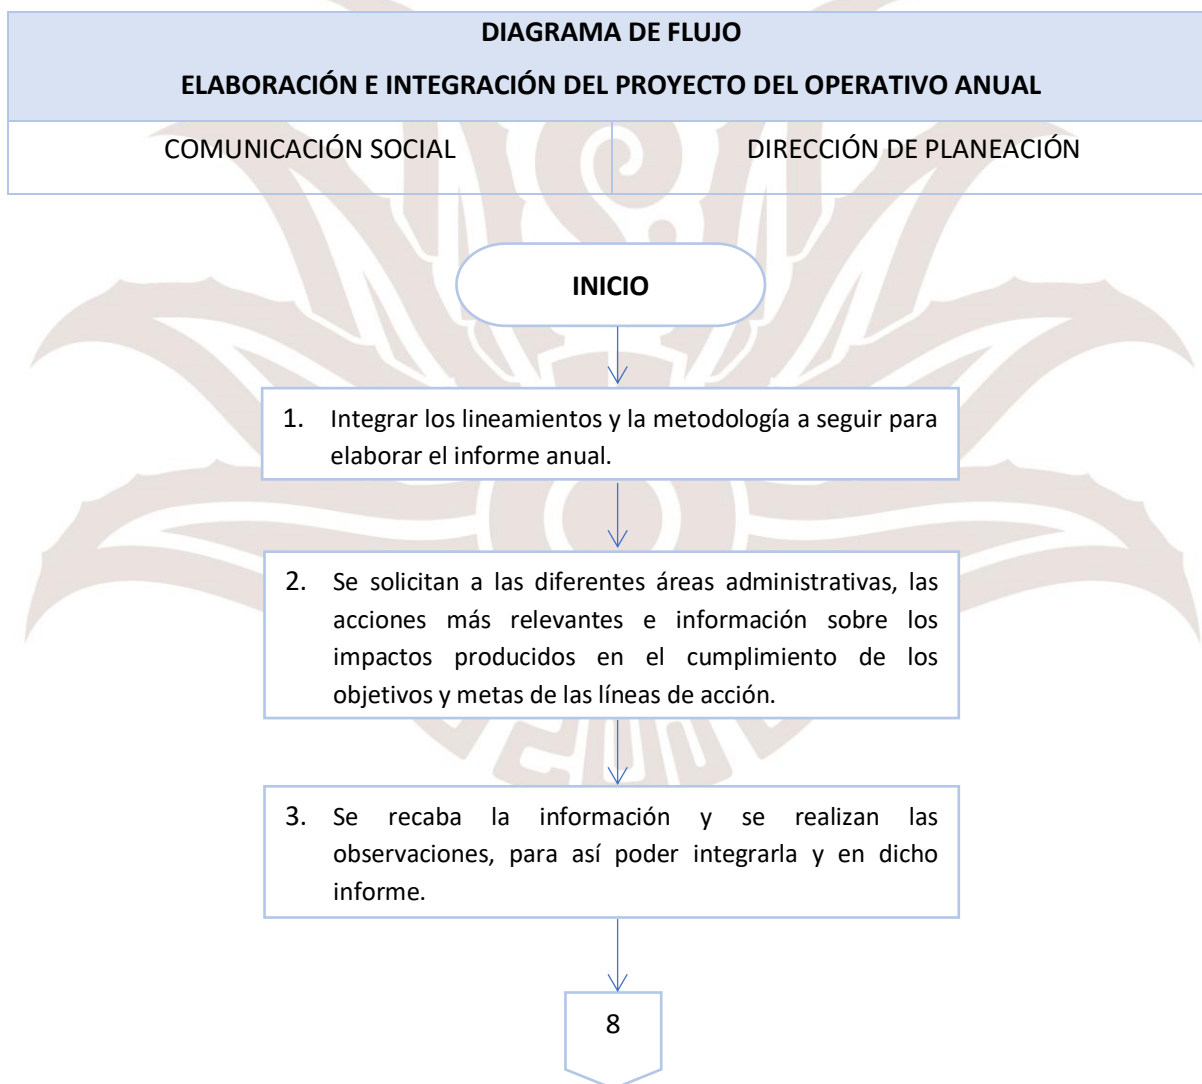 DIAGRAMA DE FLUJO
ELABORACIÓN E INTEGRACIÓN DEL PROYECTO DEL OPERATIVO ANUAL
COMUNICACIÓN SOCIAL
DIRECCIÓN DE PLANEACIÓN
INICIO
1. Integrar los lineamientos y la metodología a seguir para
elaborar el informe anual.
2. Se solicitan a las diferentes áreas administrativas, las
acciones más relevantes e información sobre los
impactos producidos en el cumplimiento de los
objetivos y metas de las líneas de acción.
3. Se recaba la información y se realizan las
observaciones, para así poder integrarla y en dicho
informe.
8